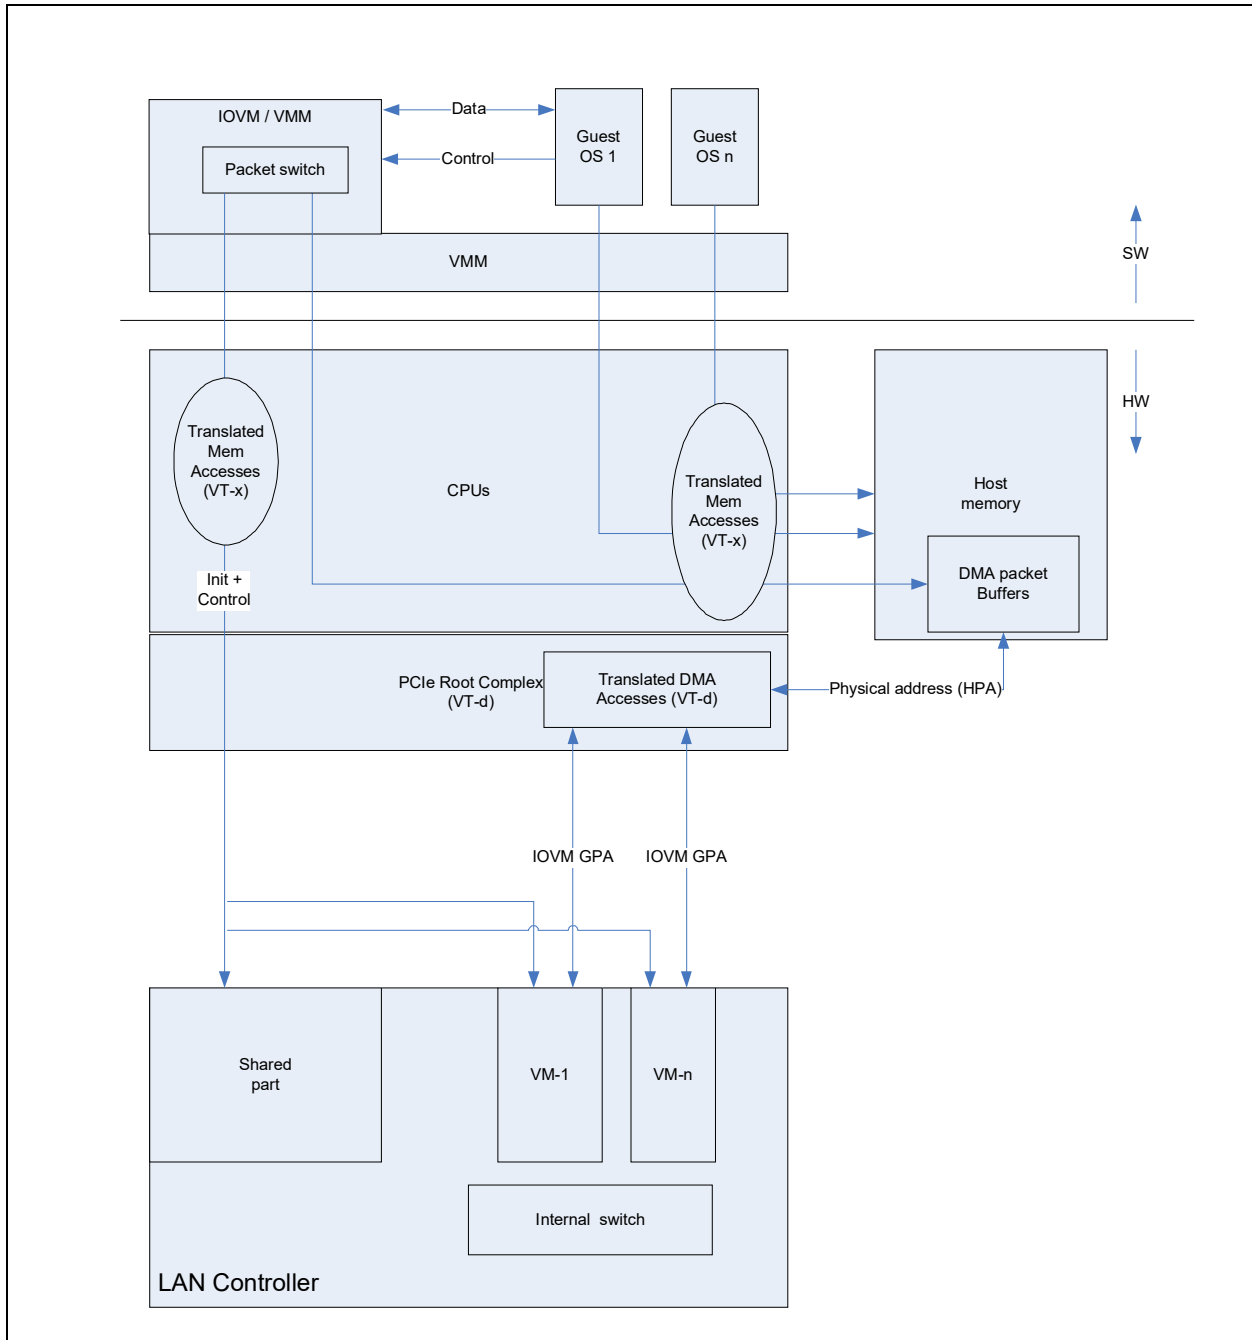 IOVM / VMM
Packet switch
Data
Control
Guest
OS 1
Guest
OS n
VMM
SW
HW
Translated
Mem
Accesses
(VT-x)
CPUs
Translated
Mem
Accesses
(VT-x)
Host
memory
DMA packet
Buffers
Init +
Control
PCIe Root Complex
(VT-d)
Translated DMA
Accesses (VT-d)
Physical address (HPA)
IOVM GPA
IOVM GPA
Shared
part
VM-1
VM-n
Internal switch
LAN Controller